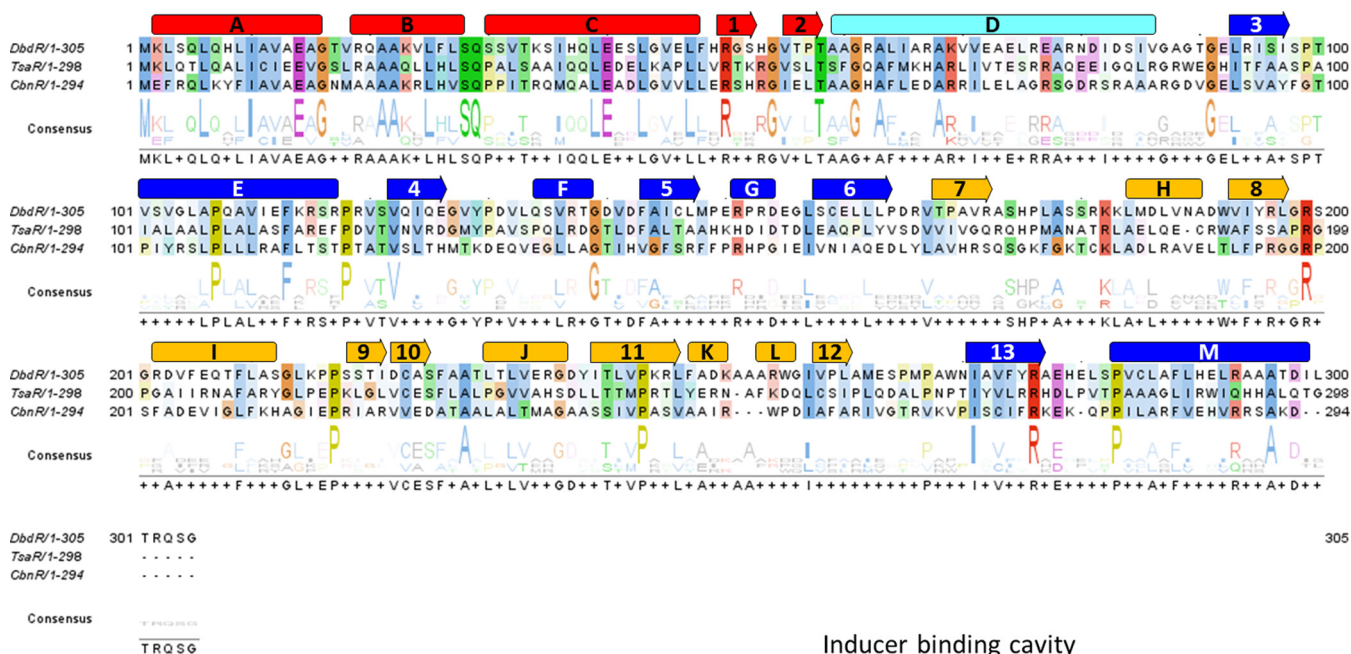 A B C 1 2 D 3
DbdR/1-305 1 MKLSQLQHLIAVAEAGTVRQAAKVLFLSQSSVTKSIHQLEESLGVELFHRGSHGVTPTAAGRALIARAKVVEAELREARNDIDSIVGAGTGELRISISPT 100
TsaR/1-298 1 MKLQTLQALICIEEVGSLRAAAQLLHLSQPALSAAIQQLEDELKAPLLVRTKRGVSLTSFGQAFMKHARLIVTESRRAQEEIGQLRGRWEGHITFAASPA 100
CbnR/1-294 1 MEFRQLKYFIAVAEAGNMAAAAKRLHVSQPPITRQMQALEADLGVVLLERSHRGIELTAAGHAFLEDARRILELAGRSGDRSRAAARGDVGELSVAYFGT 100
Consensus
MKL+QLQ+LIAVAEAG++RAAAK+LHLSQP++T++IQQLE++LGV+LL+R++RGV+LTAAG+AF+++AR+I++E+RRA+++I++++G+++GEL++A+SPT
E 4 F 5 G 6 7 H 8
DbdR/1-305 101 VSVGLAPQAVIEFKRSRPRVSVQIQEGVYPDVLQSVRTGDVDFAICLMPERPRDEGLSCELLLPDRVTPAVRASHPLASSRKKLMDLVNADWVIYRLGRS 200
TsaR/1-298 101 IALAALPLALASFAREFPDVTVNVRDGMYPAVSPQLRDGTLDFALTAAHKHDIDTDLEAQPLYVSDVVIVGQRQHPMANATRLAELQE-CRWAFSSAPRG 199
CbnR/1-294 101 PIYRSLPLLLRAFLTSTPTATVSLTHMTKDEQVEGLLAGTIHVGFSRFFPRHPGIEIVNIAQEDLYLAVHRSQSGKFGKTCKLADLRAVELTLFPRGGRP 200
Consensus
+++++LPLAL++F+RS+P+VTV++++G+YP+V+++LR+GT+DFA++++++R++D++L++++L++++V+++++SHP+A+++KLA+L+++++W+F+R+GR+
I 9 10 J 11 K L 12 13 M
DbdR/1-305 201 GRDVFEQTFLASGLKPPSSTIDCASFAATLTLVERGDYITLVPKRLFADKAAARWGIVPLAMESPMPAWNIAVFYRAEHELSPVCLAFLHELRAAATDIL 300
TsaR/1-298 200 PGAIIRNAFARYGLPEPKLGLVCESFLALPGVVAHSDLLTTMPRTLYERN-AFKDQLCSIPLQDALPNPTIYVLRRHDLPVTPAAAGLIRWIQHHALQTG 298
CbnR/1-294 201 SFADEVIGLFKHAGIEPRIARVVEDATAALALTMAGAASSIVPASVAAIR---WPDIAFARIVGTRVKVPISCIFRKEK-QPPILARFVEHVRRSAKD-- 294
Consensus
++A+++++F+++GL+EP++++VCESFA+L+LV++GD++T+VP++L+A++AA++++I+++++++++P+++I+V++R+E++++P++A+F++++R++A+D++
DbdR/1-305 301 TRQSG 305
TsaR/1-298 -----
CbnR/1-294 -----
Consensus
TRQSG
Inducer binding cavity